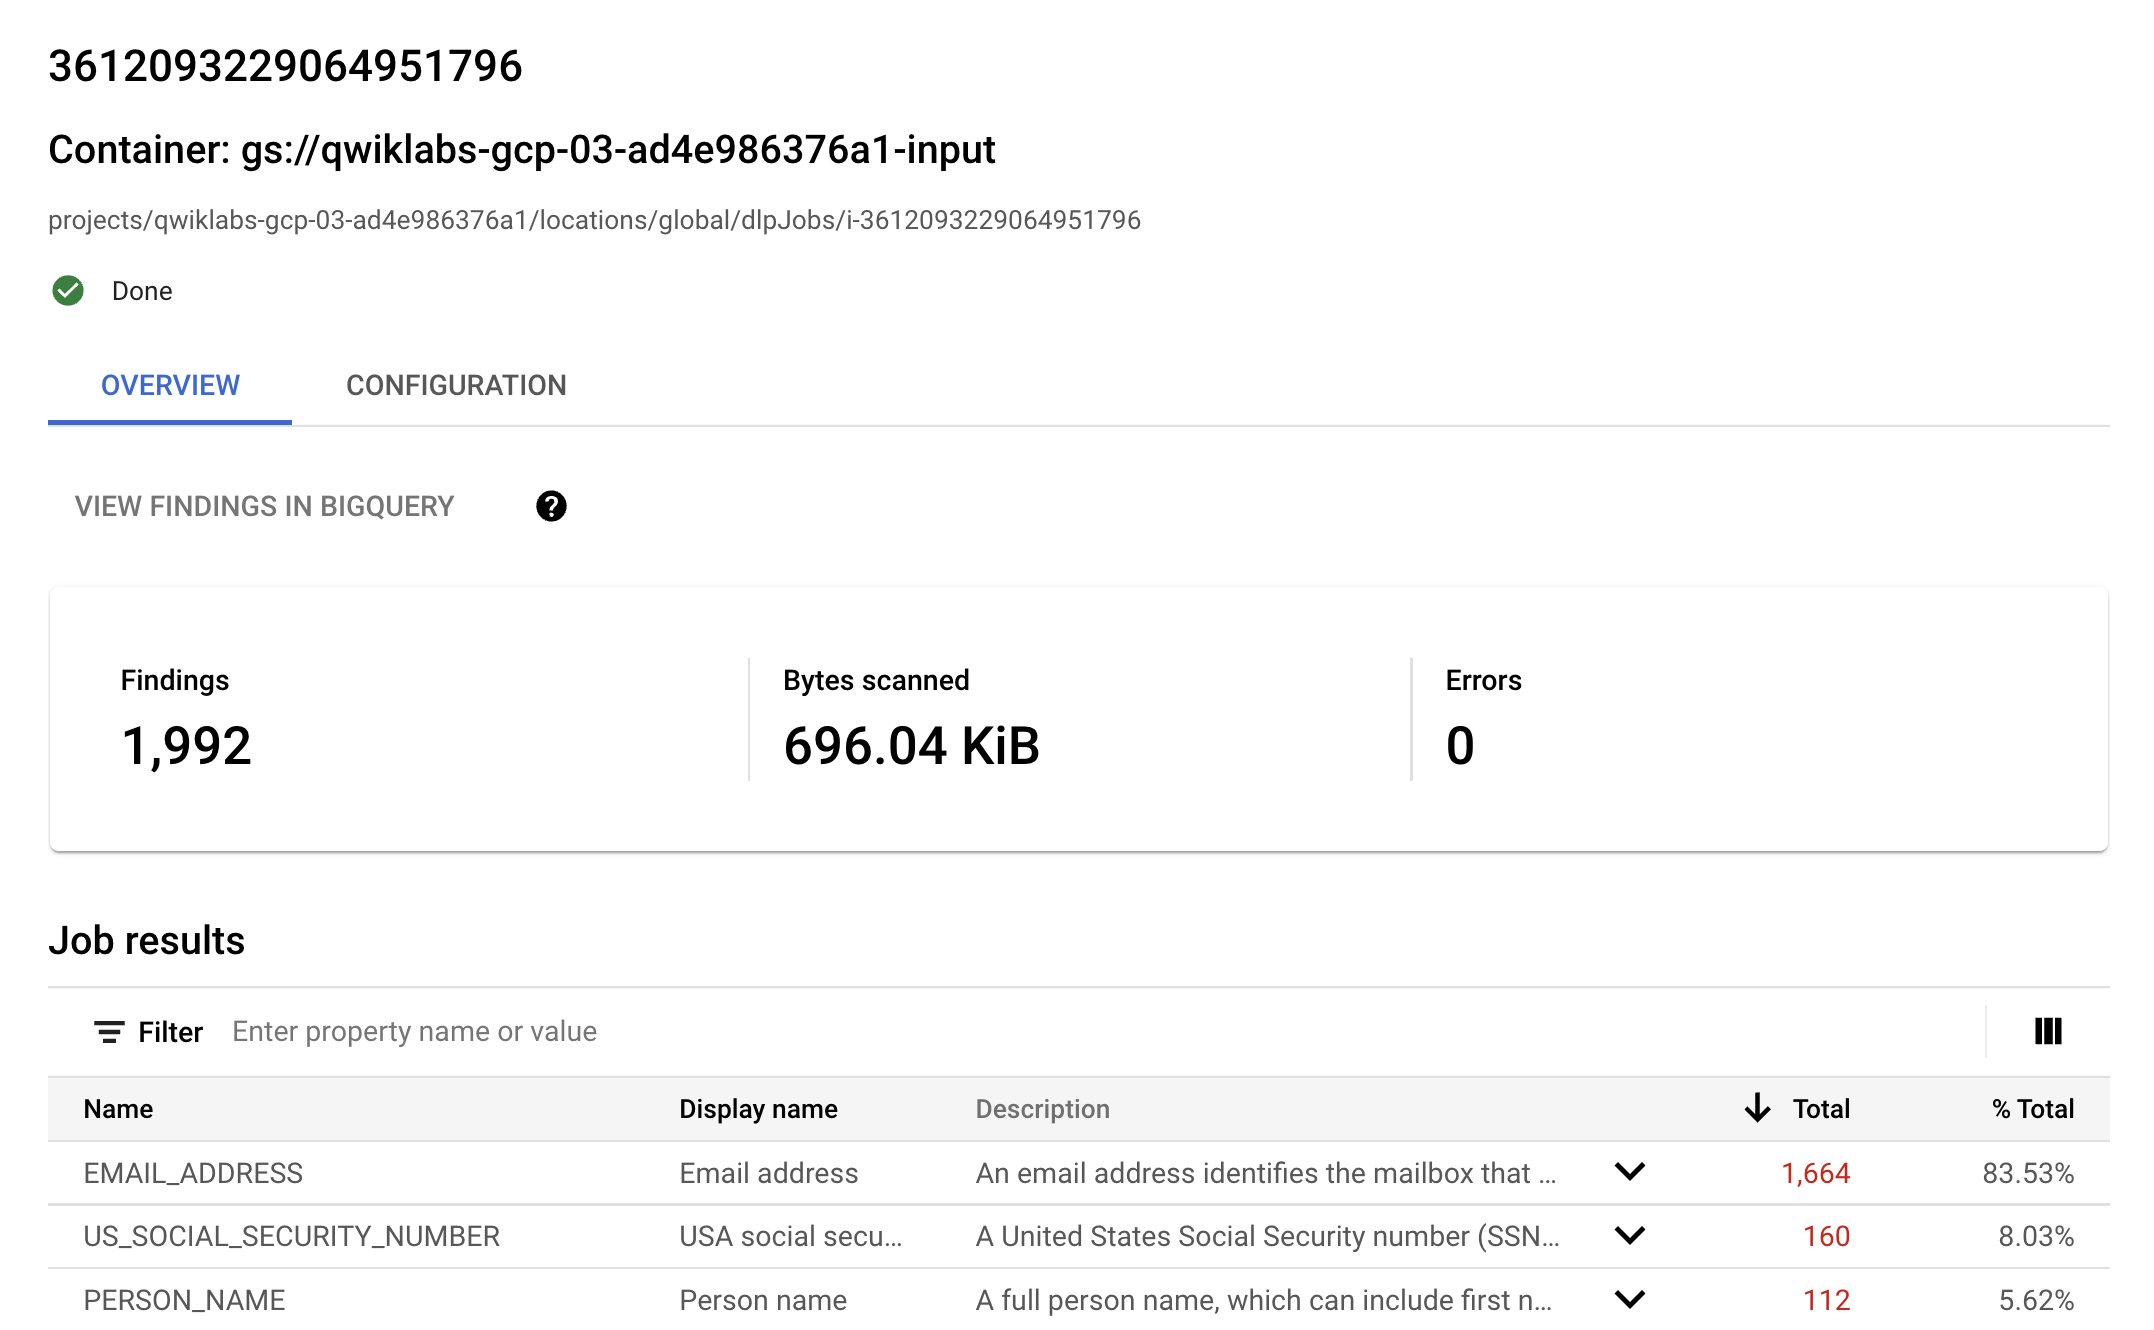 3612093229064951796
Container: gs://qwiklabs-gcp-03-ad4e986376a1-input
projects/qwiklabs-gcp-03-ad4e986376a1/locations/global/dlpJobs/i-3612093229064951796
Done
OVERVIEW CONFIGURATION
VIEW FINDINGS IN BIGQUERY ?
Findings Bytes scanned Errors
1,992 696.04 KiB 0
Job results
Filter Enter property name or value
Name Display name Description Total % Total
EMAIL_ADDRESS Email address An email address identifies the mailbox that ... 1,664 83.53%
US_SOCIAL_SECURITY_NUMBER USA social secu... A United States Social Security number (SSN... 160 8.03%
PERSON_NAME Person name A full person name, which can include first n... 112 5.62%